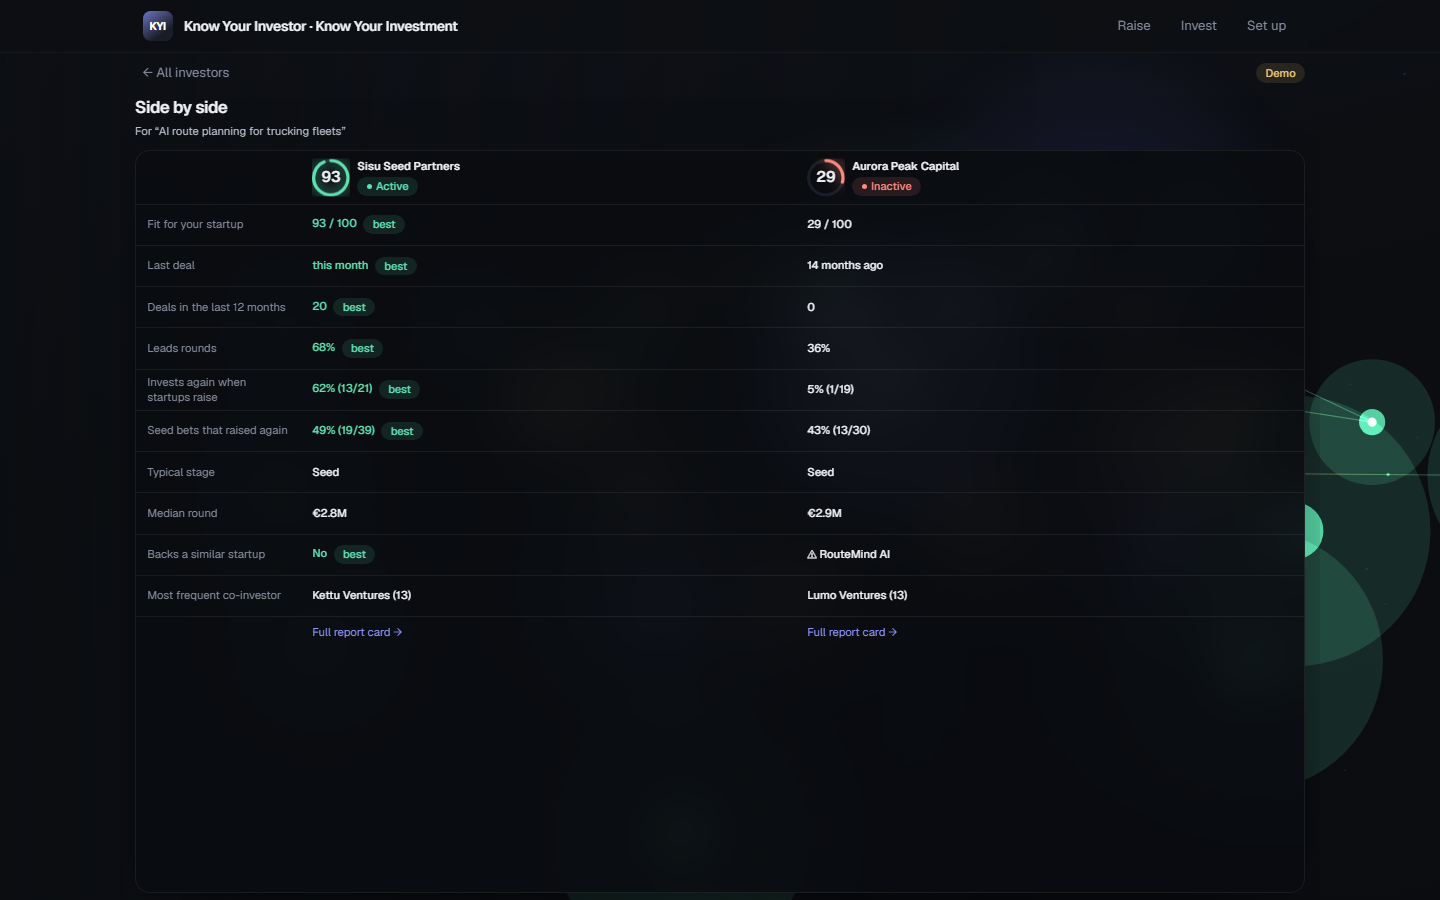 KYI Know Your Investor - Know Your Investment Raise Invest Set up
← All investors Demo
Side by side
For “AI route planning for trucking fleets”
93 Sisu Seed Partners 29 Aurora Peak Capital
Active Inactive
Fit for your startup 93 / 100 best 29 / 100
Last deal this month best 14 months ago
Deals in the last 12 months 20 best 0
Leads rounds 68% best 36%
Invests again when
startups raise 62% (13/21) best 5% (1/19)
Seed bets that raised again 49% (19/39) best 43% (13/30)
Typical stage Seed Seed
Median round €2.8M €2.9M
Backs a similar startup No best ⚠ RouteMind AI
Most frequent co-investor Kettu Ventures (13) Lumo Ventures (13)
Full report card → Full report card →